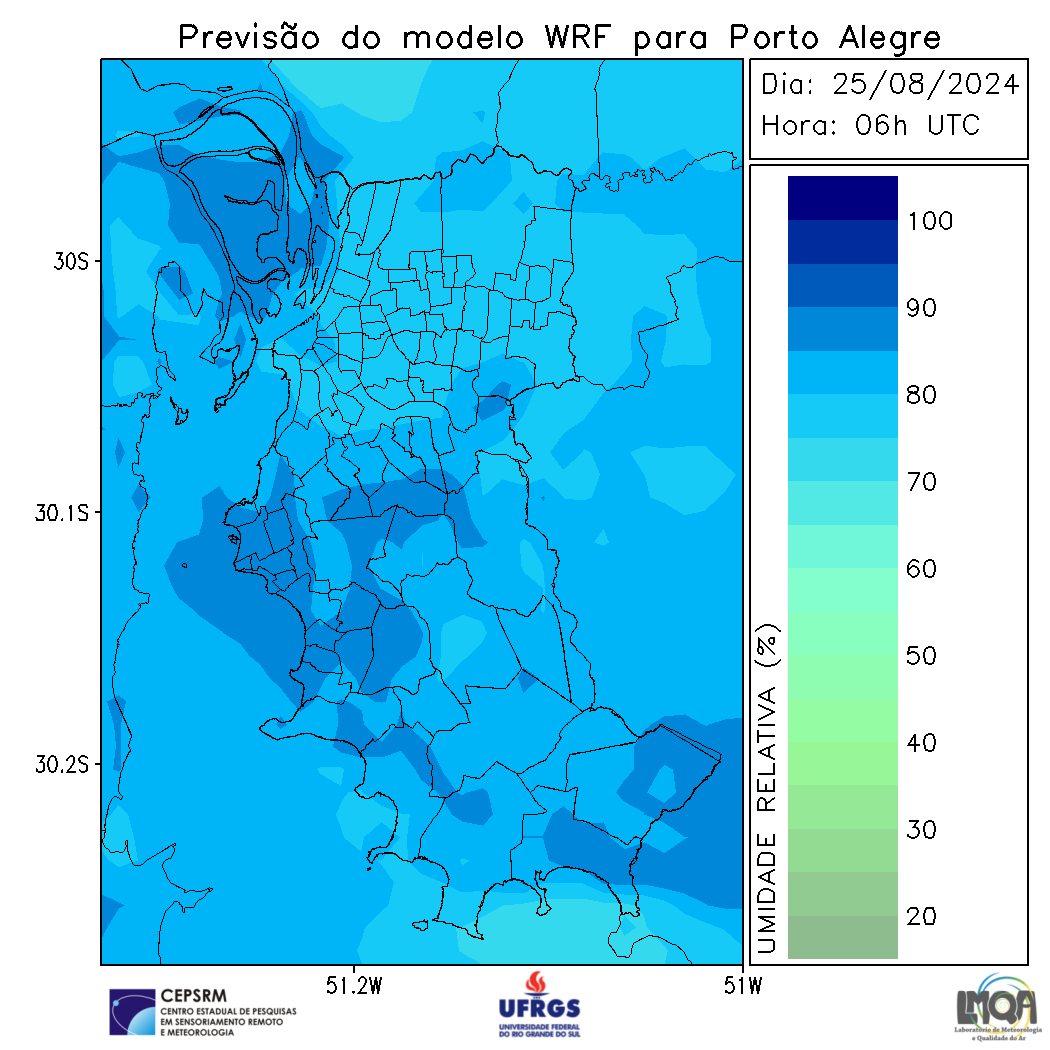 Previsão do modelo WRF para Porto Alegre
Dia: 25/08/2024
Hora: 06h UTC
30S
30.1S
30.2S
51.2W
51W
100
90
80
70
60
50
40
30
20
UMIDADE RELATIVA (%)
CEPSRM
CENTRO ESTADUAL DE PESQUISAS
EM SENSORIAMENTO REMOTO
E METEOROLOGIA
UFRGS
UNIVERSIDADE FEDERAL
DO RIO GRANDE DO SUL
LMQA
Laboratório de Meteorologia
e Qualidade do Ar